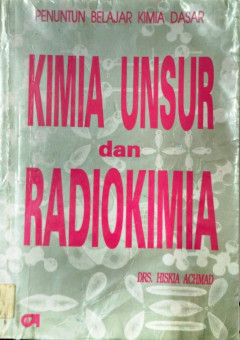 PENUNTUN BELAJAR KIMIA DASAR
KIMIA UNSUR
dan
RADIOKIMIA
DRS. HISKIA ACHMAD